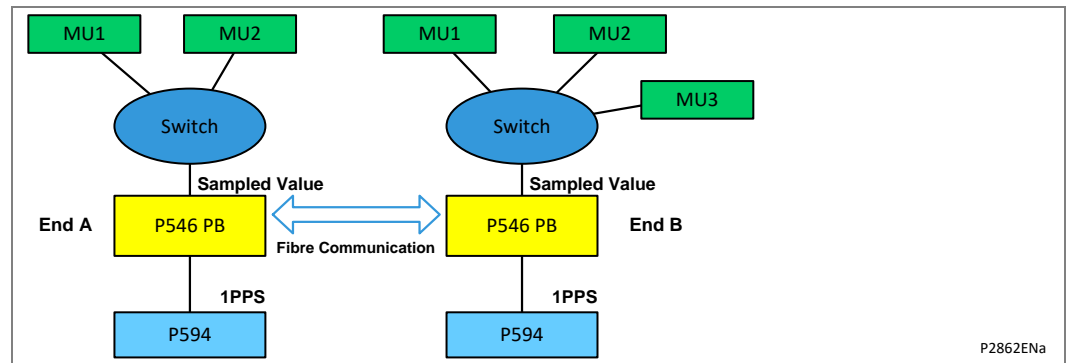 MU1
MU2
MU1
MU2
MU3
Switch
Switch
Sampled Value
Sampled Value
End A
P546 PB
Fibre Communication
P546 PB
End B
1PPS
1PPS
P594
P594
P2862ENa